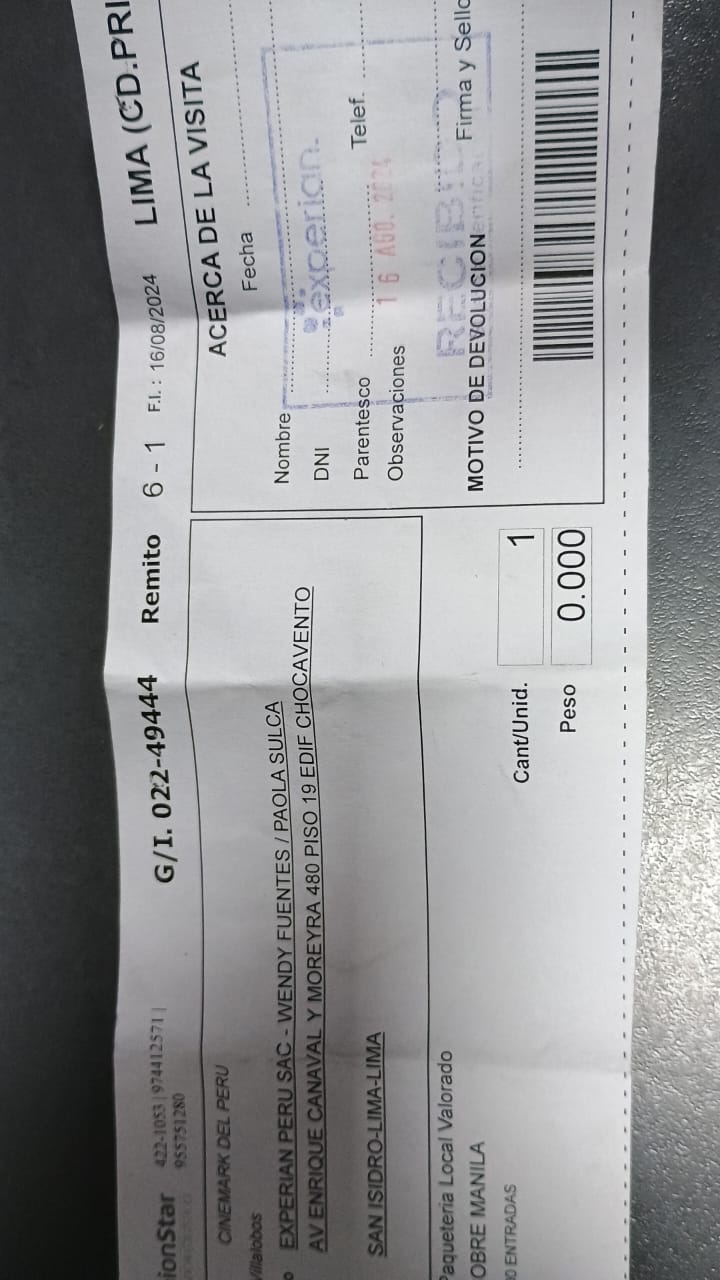 ionStar
422-1053 | 974412571 |
955751280
G/I. 022-49444
Remito 6 - 1
F.I. : 16/08/2024
LIMA (CD.PRI
CINEMARK DEL PERU
Villalobos
EXPERIAN PERU SAC - WENDY FUENTES / PAOLA SULCA
AV ENRIQUE CANAVAL Y MOREYRA 480 PISO 19 EDIF CHOCAVENTO
SAN ISIDRO-LIMA-LIMA
Paqueteria Local Valorado
OBRE MANILA
0 ENTRADAS
Cant/Unid. 1
Peso 0.000
ACERCA DE LA VISITA
Fecha
Nombre
DNI
Parentesco
Telef.
Observaciones
experian.
16 AGO. 2024
RECIBID
MOTIVO DE DEVOLUCION
Firma y Sello